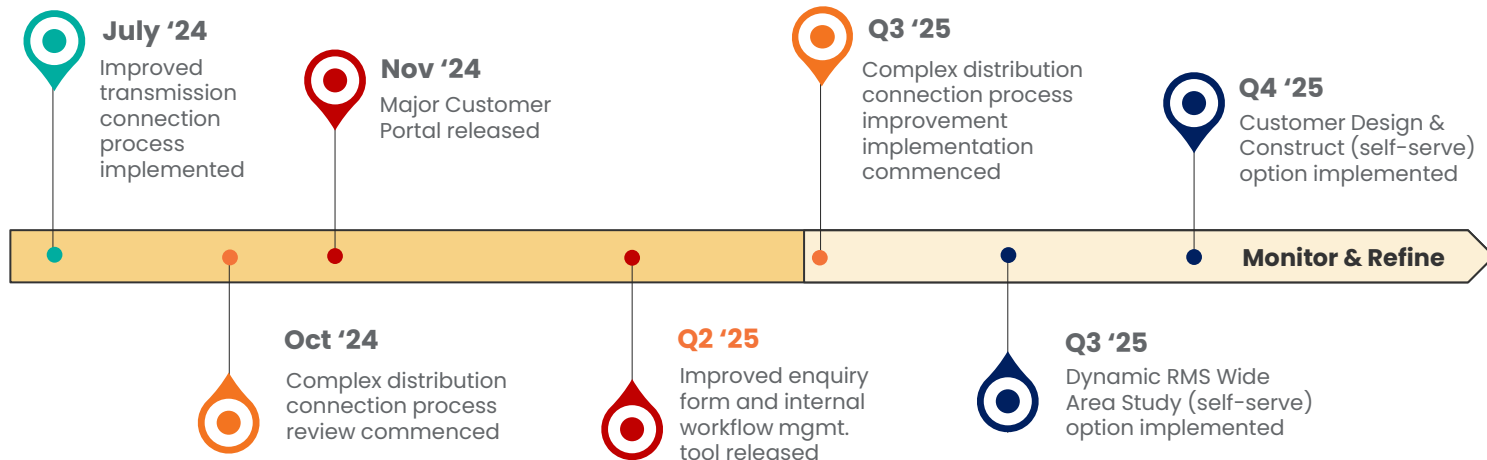 July ‘24
Improved
transmission
connection
process
implemented
Nov ‘24
Major Customer
Portal released
Q3 ‘25
Complex distribution
connection process
improvement
implementation
commenced
Q4 ‘25
Customer Design &
Construct (self-serve)
option implemented
Monitor & Refine
Oct ‘24
Complex distribution
connection process
review commenced
Q2 ‘25
Improved enquiry
form and internal
workflow mgmt.
tool released
Q3 ‘25
Dynamic RMS Wide
Area Study (self-serve)
option implemented